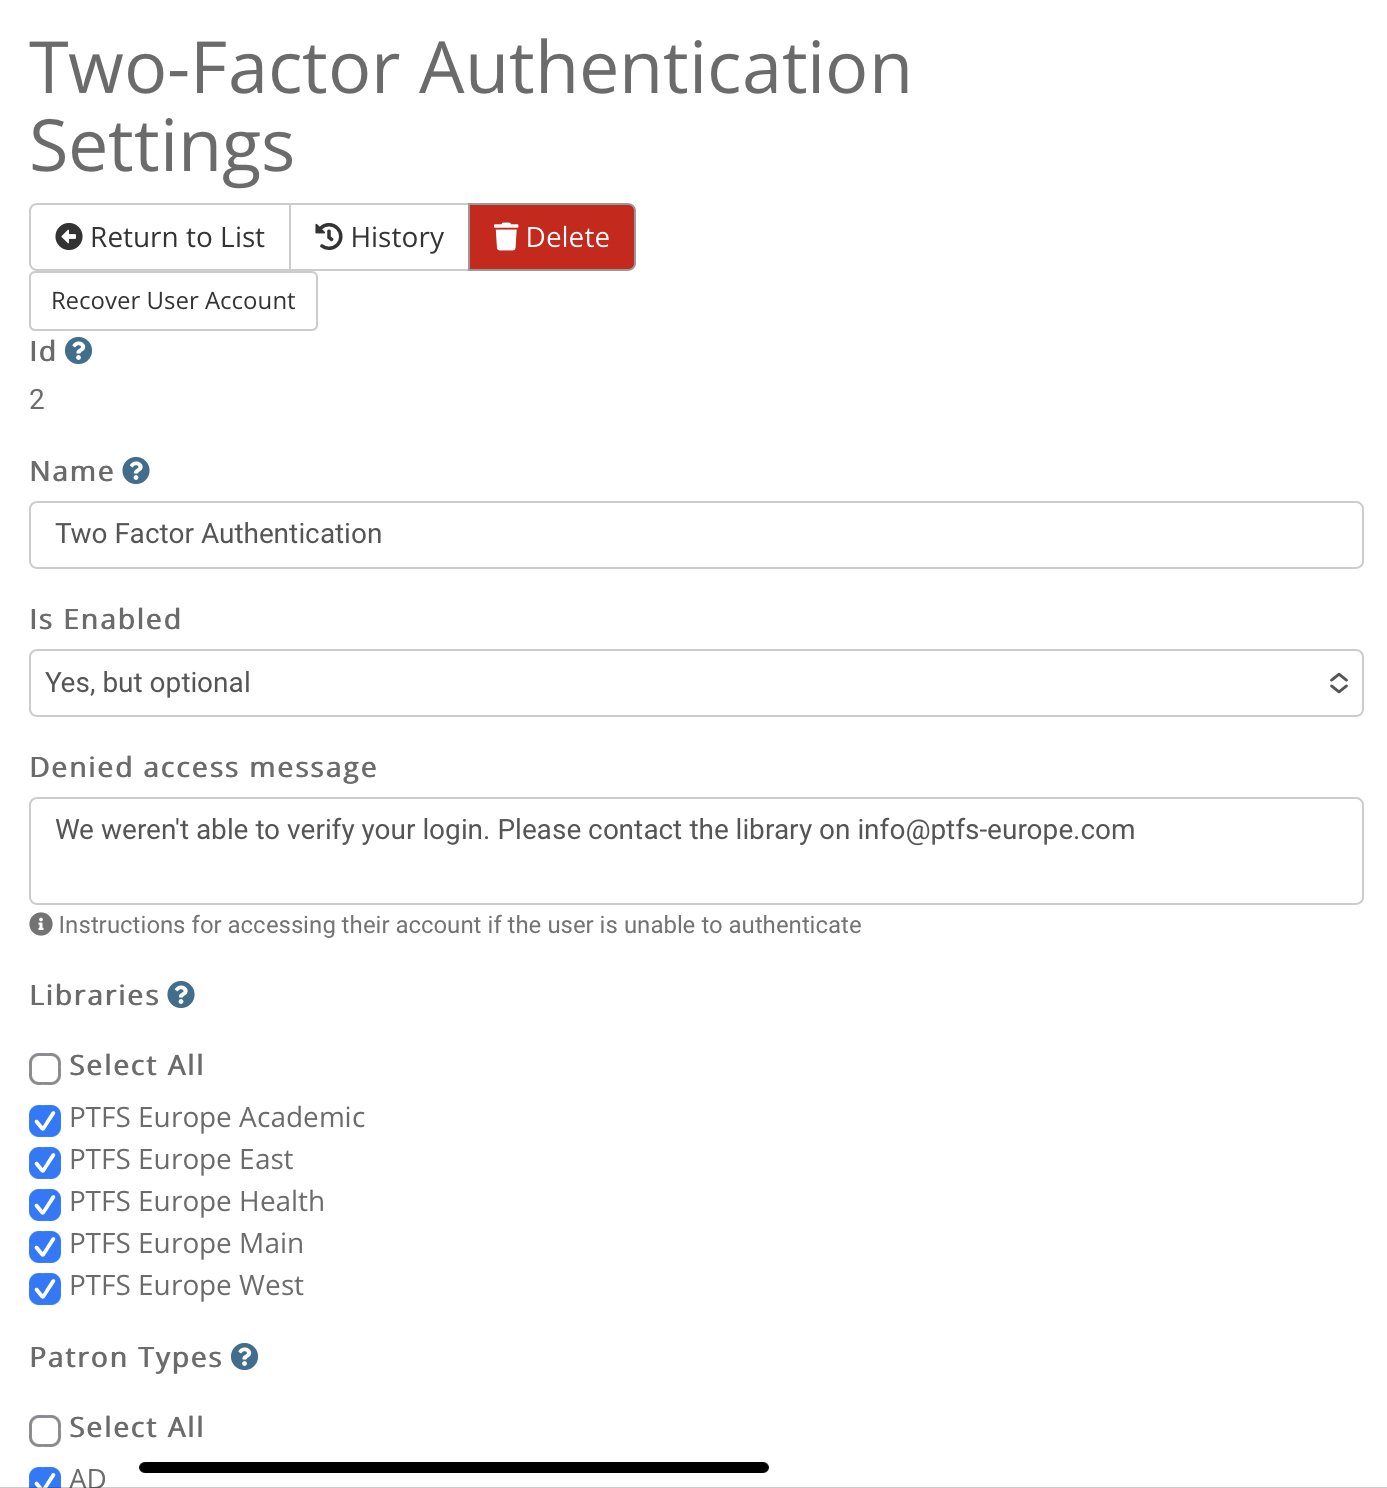 Two-Factor Authentication
Settings
Return to List
History
Delete
Recover User Account
Id
2
Name
Two Factor Authentication
Is Enabled
Yes, but optional
Denied access message
We weren't able to verify your login. Please contact the library on info@ptfs-europe.com
Instructions for accessing their account if the user is unable to authenticate
Libraries
Select All
PTFS Europe Academic
PTFS Europe East
PTFS Europe Health
PTFS Europe Main
PTFS Europe West
Patron Types
Select All
AD